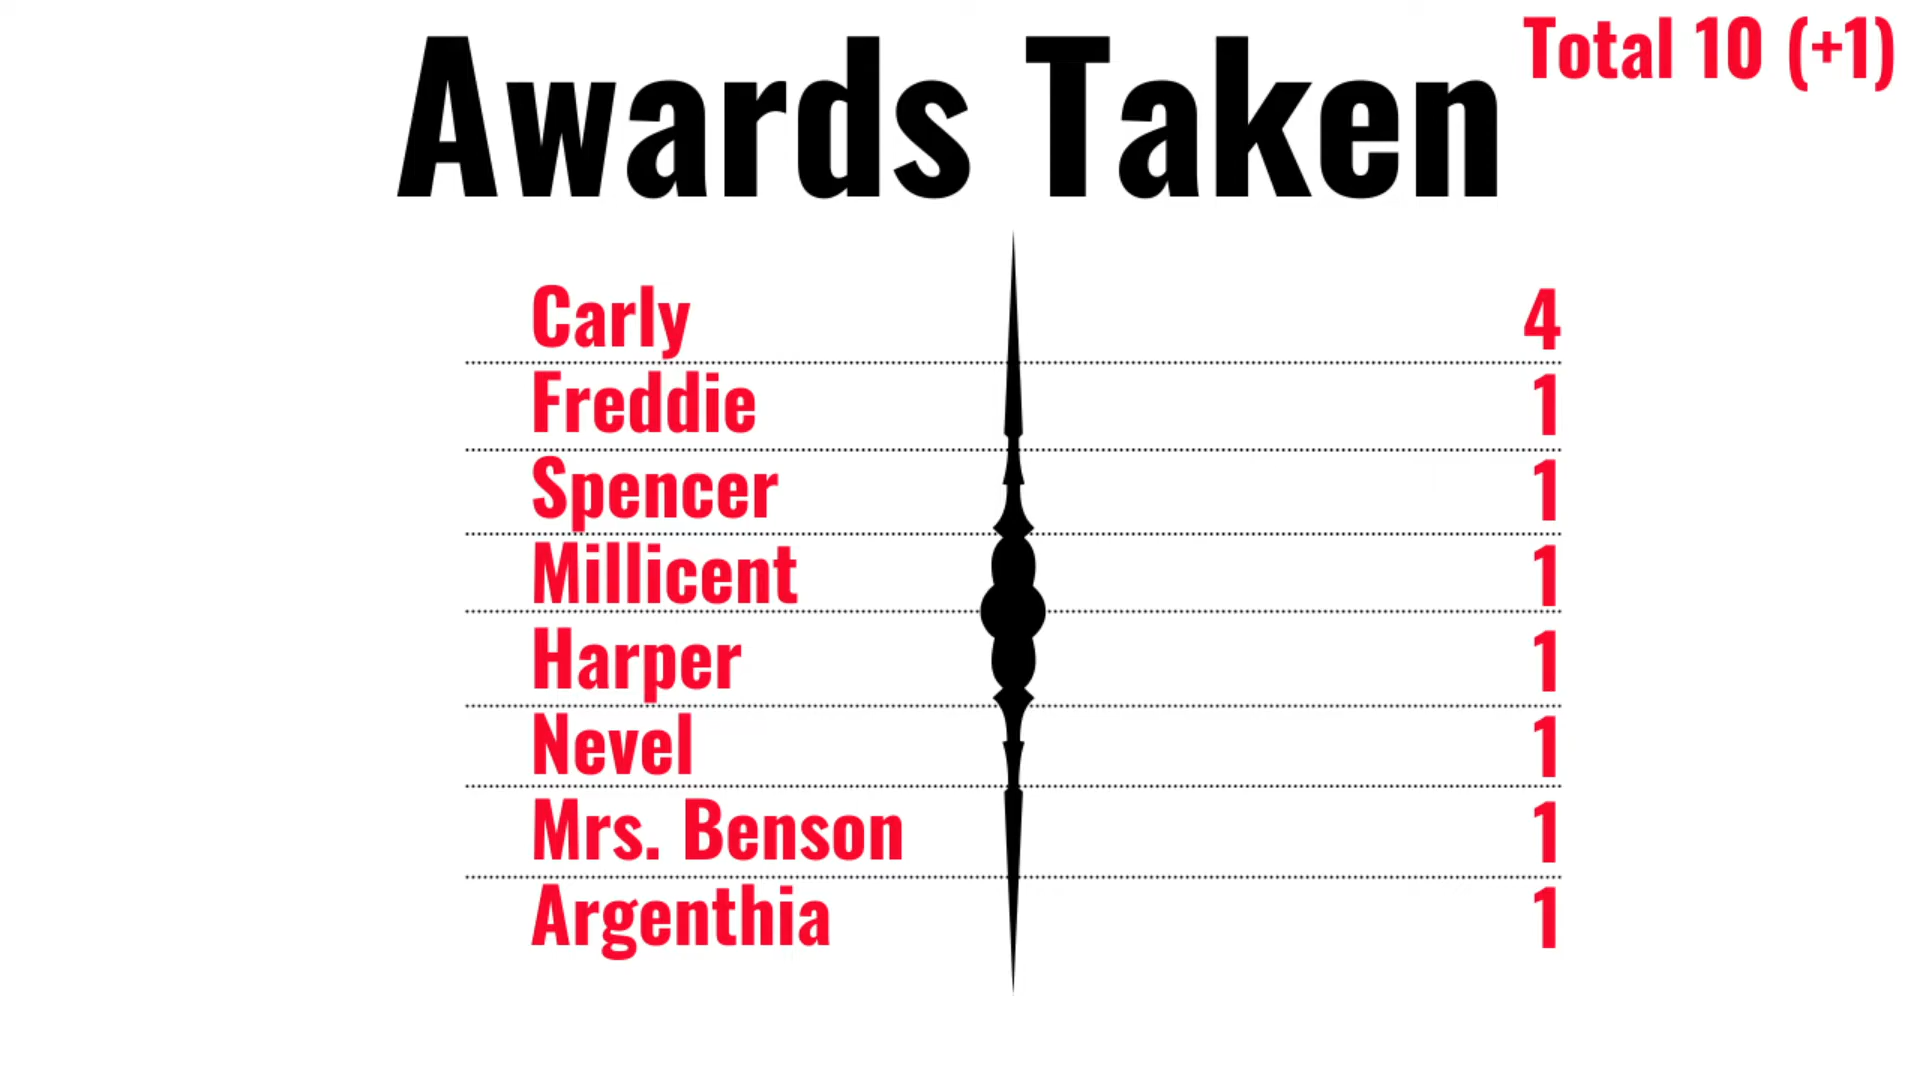 Awards Taken
Total 10 (+1)
Carly 4
Freddie 1
Spencer 1
Millicent 1
Harper 1
Nevel 1
Mrs. Benson 1
Argenthia 1